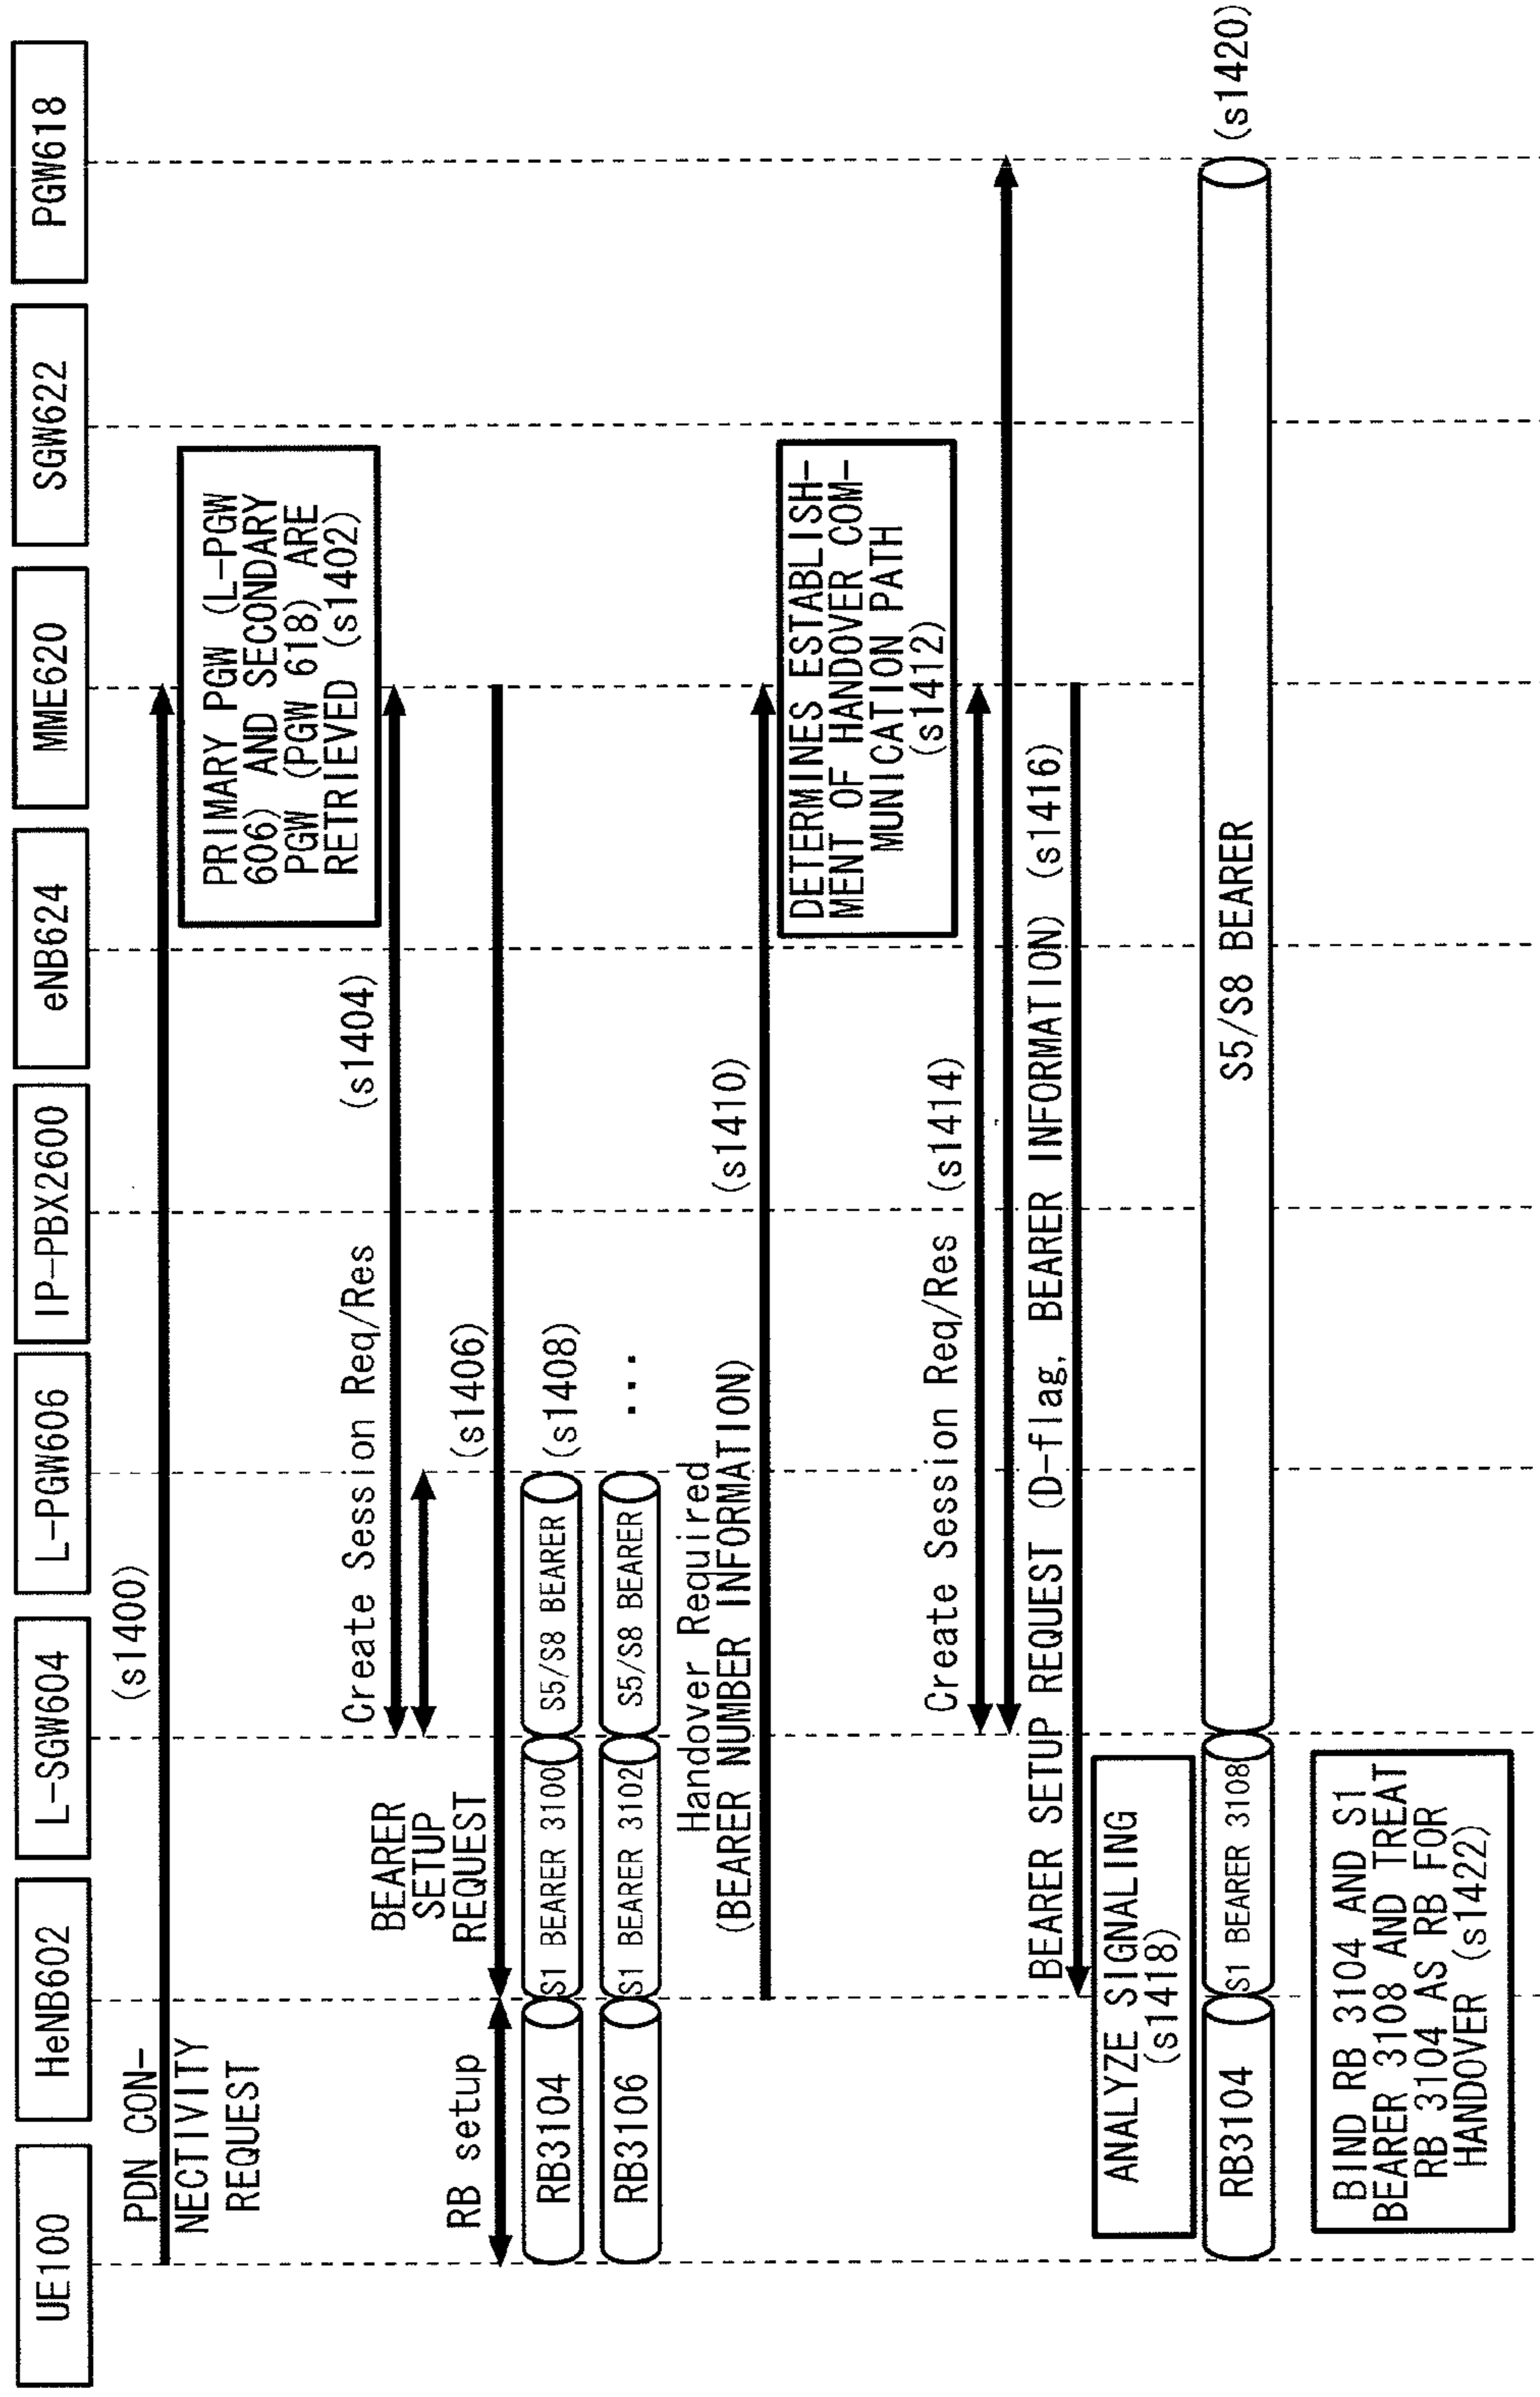 UE100
HeNB602
L-SGW604
L-PGW606
IP-PBX2600
eNB624
MME620
SGW622
PGW618
PDN CON-
NECTIVITY
REQUEST
(s1400)
PRIMARY PGW (L-PGW
606) AND SECONDARY
PGW (PGW 618) ARE
RETRIEVED (s1402)
Create Session Req/Res
(s1404)
BEARER
SETUP
REQUEST
(s1406)
RB setup
RB3104
S1 BEARER 3100
S5/S8 BEARER
(s1408)
RB3106
S1 BEARER 3102
S5/S8 BEARER
...
Handover Required
(BEARER NUMBER INFORMATION)
(s1410)
DETERMINES ESTABLISH-
MENT OF HANDOVER COM-
MUNICATION PATH
(s1412)
Create Session Req/Res (s1414)
BEARER SETUP REQUEST (D-flag, BEARER INFORMATION) (s1416)
ANALYZE SIGNALING
(s1418)
RB3104
S1 BEARER 3108
S5/S8 BEARER
(s1420)
BIND RB 3104 AND S1
BEARER 3108 AND TREAT
RB 3104 AS RB FOR
HANDOVER (s1422)